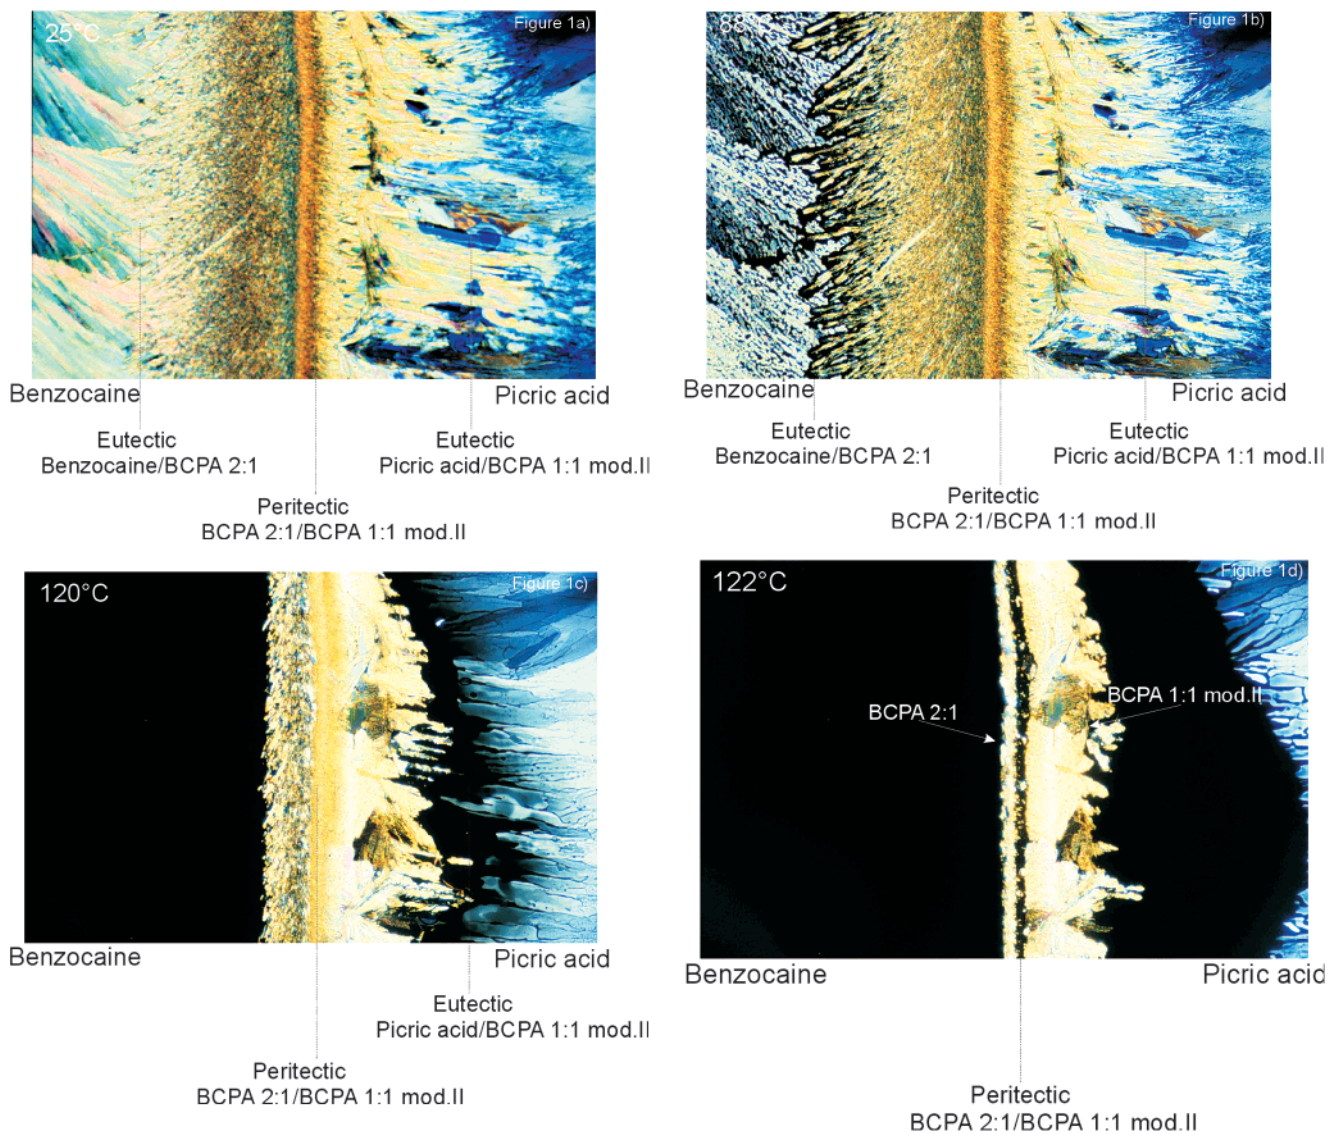 25°C
Figure 1a)
Benzocaine
Picric acid
Eutectic
Benzocaine/BCPA 2:1
Eutectic
Picric acid/BCPA 1:1 mod.II
Peritectic
BCPA 2:1/BCPA 1:1 mod.II
88°C
Figure 1b)
Benzocaine
Picric acid
Eutectic
Benzocaine/BCPA 2:1
Eutectic
Picric acid/BCPA 1:1 mod.II
Peritectic
BCPA 2:1/BCPA 1:1 mod.II
120°C
Figure 1c)
Benzocaine
Picric acid
Eutectic
Picric acid/BCPA 1:1 mod.II
Peritectic
BCPA 2:1/BCPA 1:1 mod.II
122°C
Figure 1d)
BCPA 1:1 mod.II
BCPA 2:1
Benzocaine
Picric acid
Peritectic
BCPA 2:1/BCPA 1:1 mod.II